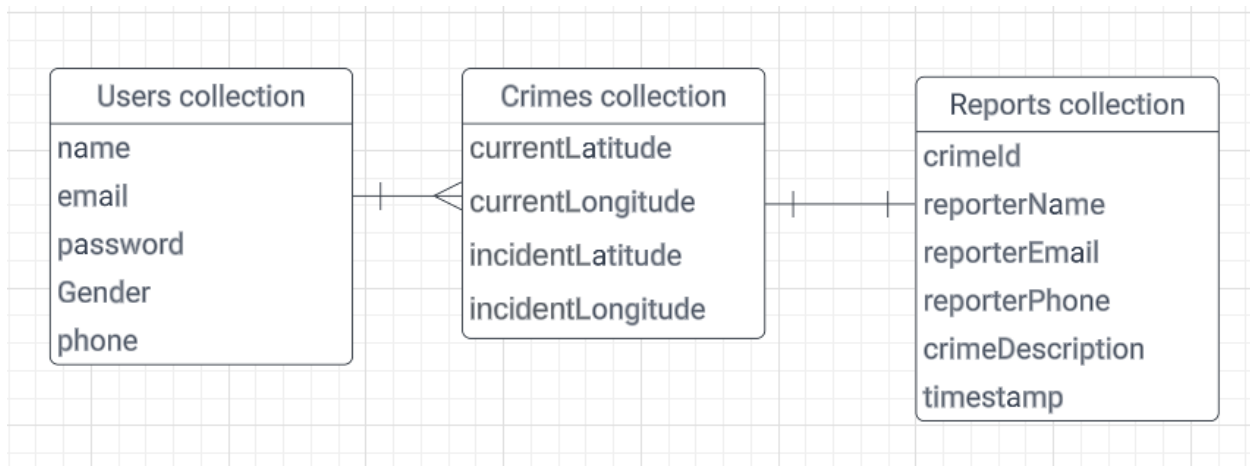 Users collection
name
email
password
Gender
phone
Crimes collection
currentLatitude
currentLongitude
incidentLatitude
incidentLongitude
Reports collection
crimeId
reporterName
reporterEmail
reporterPhone
crimeDescription
timestamp